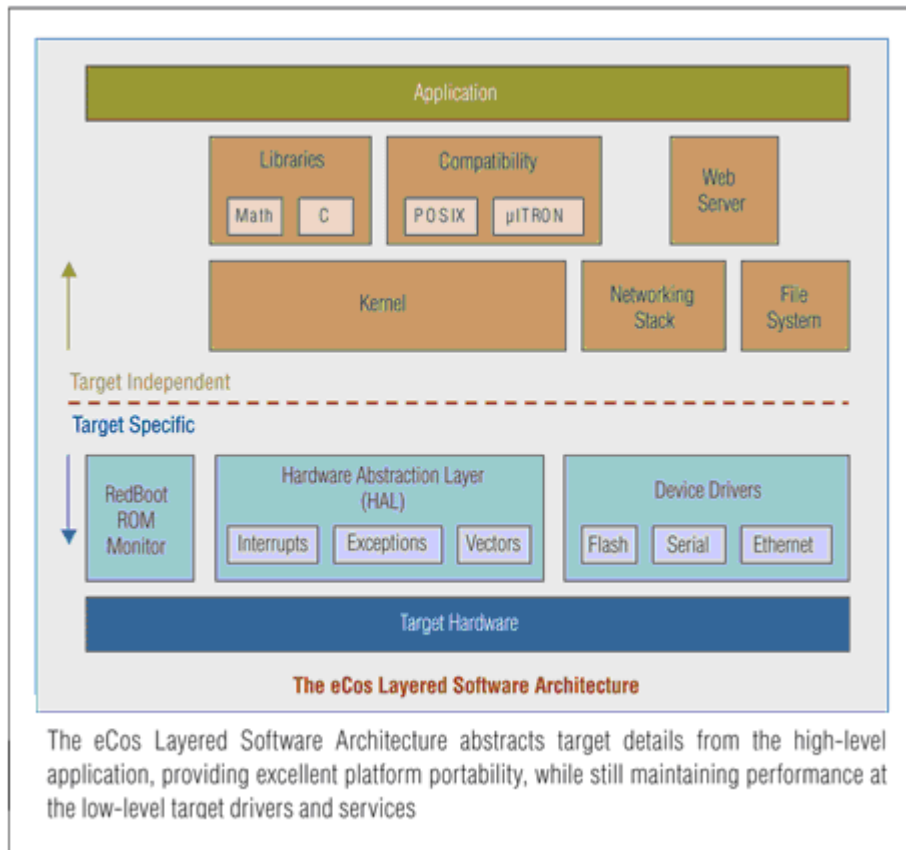 Application
Libraries
Math
C
Compatibility
POSIX
µITRON
Web
Server
Kernel
Networking
Stack
File
System
Target Independent
Target Specific
RedBoot
ROM
Monitor
Hardware Abstraction Layer
(HAL)
Interrupts
Exceptions
Vectors
Device Drivers
Flash
Serial
Ethernet
Target Hardware
The eCos Layered Software Architecture
The eCos Layered Software Architecture abstracts target details from the high-level
application, providing excellent platform portability, while still maintaining performance at
the low-level target drivers and services